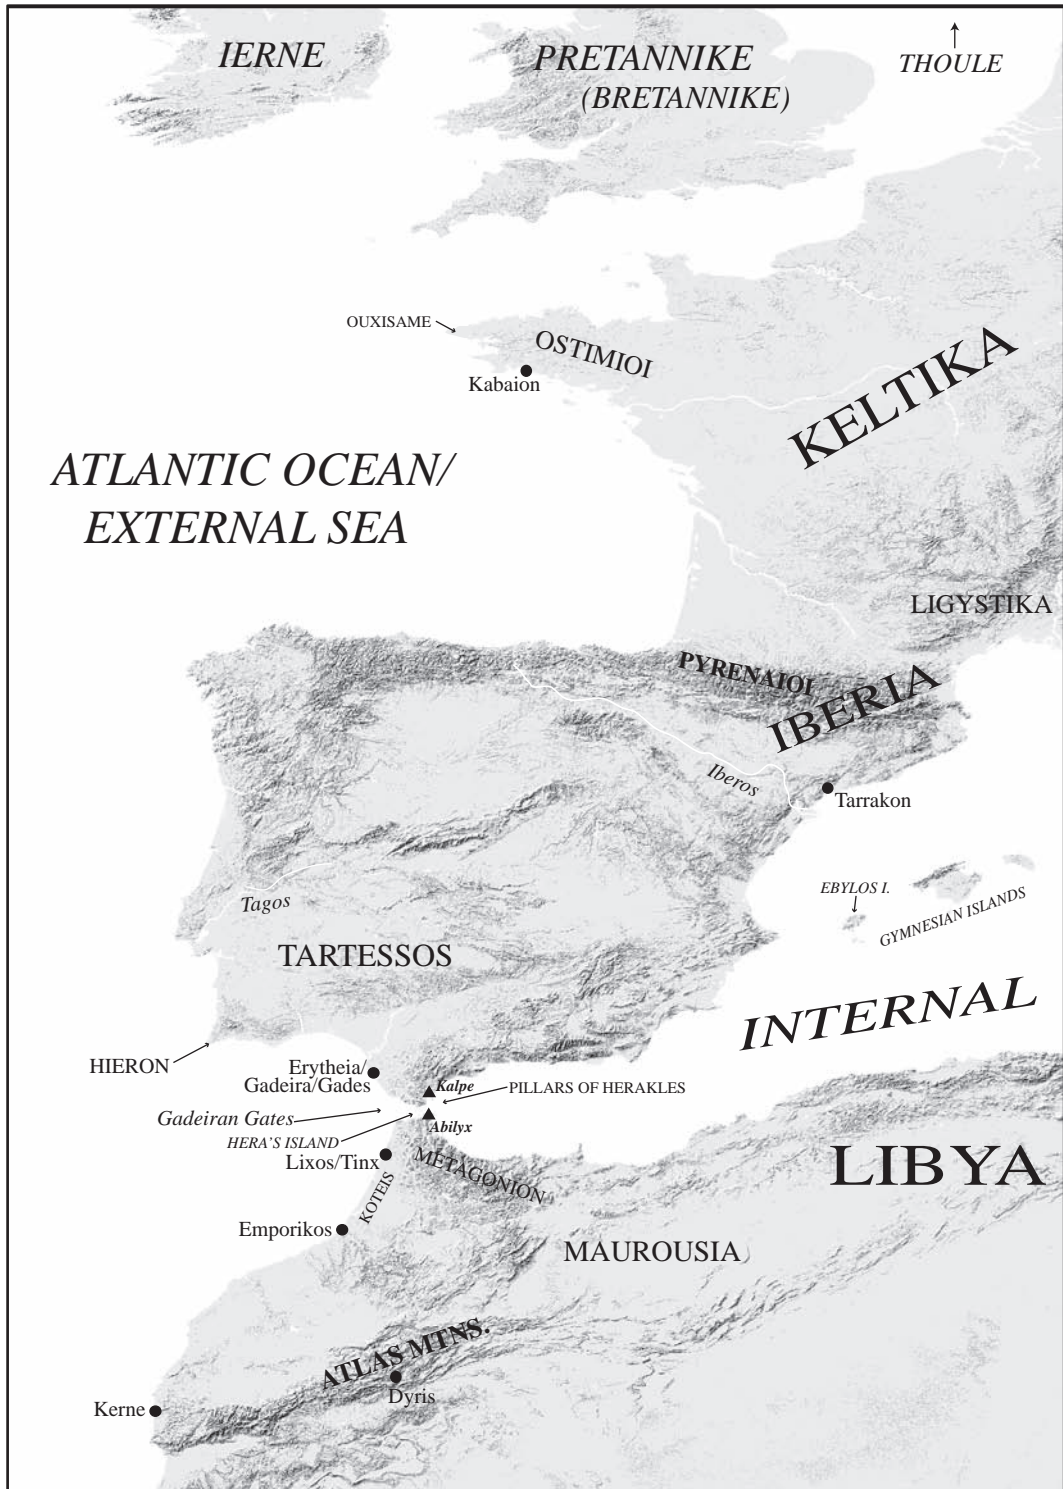 IERNE
PRETANNIKE
(BRETANNIKE)
THOULE
OUXISAME
OSTIMIOI
Kabaion
KELTIKA
ATLANTIC OCEAN/
EXTERNAL SEA
LIGYSTIKA
PYRENAIOI
IBERIA
Iberos
Tarrakon
EBYLOS I.
GYMNESIAN ISLANDS
Tagos
TARTESSOS
INTERNAL
HIERON
Erytheia/
Gadeira/Gades
Kalpe
PILLARS OF HERAKLES
Gadeiran Gates
HERA'S ISLAND
Abilyx
Lixos/Tinx
METAGONION
LIBYA
KOTEIS
Emporikos
MAUROUSIA
ATLAS MTNS.
Dyris
Kerne